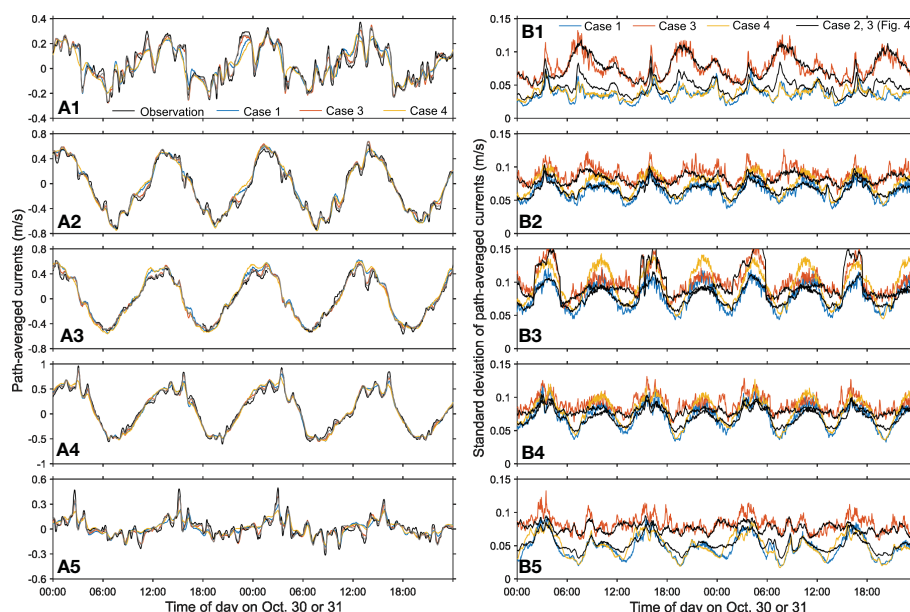 0.4
0.2
0
-0.2
-0.4
A1
Observation Case 1 Case 3 Case 4
0.8
0.4
0
-0.4
-0.8
A2
0.8
0.4
0
-0.4
-0.8
A3
1
0.5
0
-0.5
-1
A4
0.6
0.3
0
-0.3
-0.6
A5
00:00 06:00 12:00 18:00 00:00 06:00 12:00 18:00
Time of day on Oct. 30 or 31
Path-averaged currents (m/s)
B1
Case 1 Case 3 Case 4 Case 2, 3 (Fig. 4
0.15
0.1
0.05
0
0.15
0.1
0.05
0
B2
0.15
0.1
0.05
0
B3
0.15
0.1
0.05
0
B4
0.15
0.1
0.05
0
B5
00:00 06:00 12:00 18:00 00:00 06:00 12:00 18:00
Time of day on Oct. 30 or 31
Standard deviation of path-averaged currents (m/s)